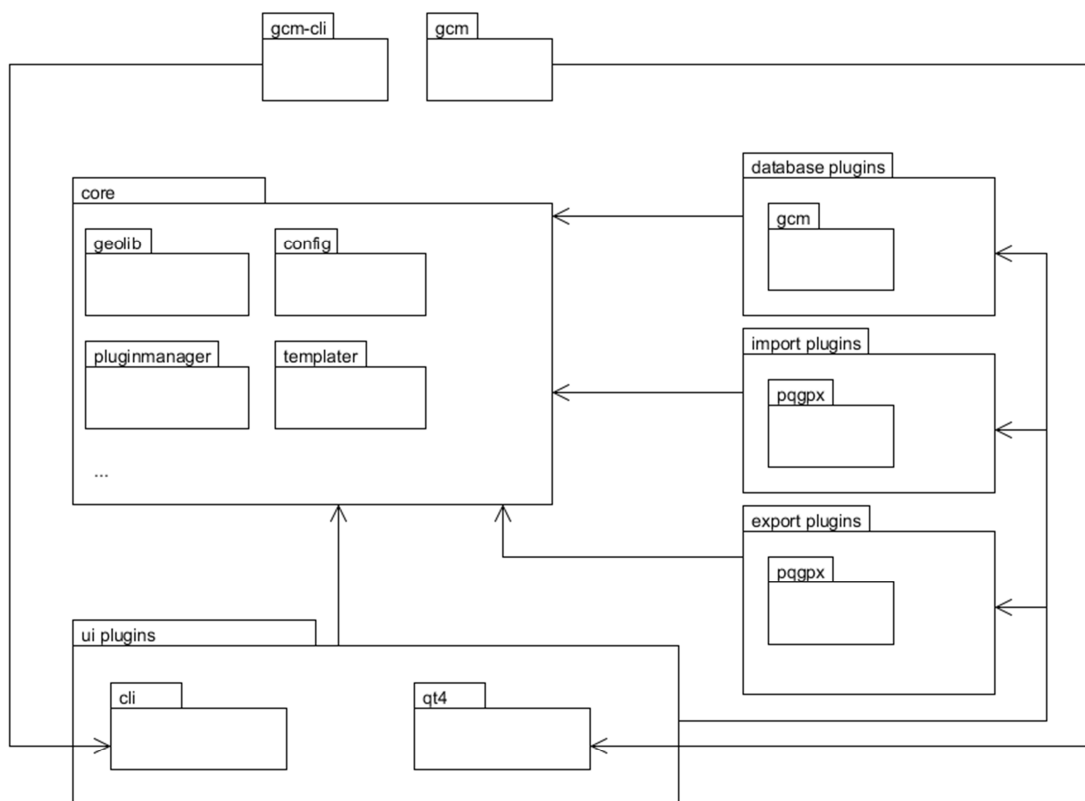 gcm-cli
gcm
database plugins
core
gcm
geolib
config
import plugins
pluginmanager
templater
pqgpx
...
export plugins
pqgpx
ui plugins
cli
qt4